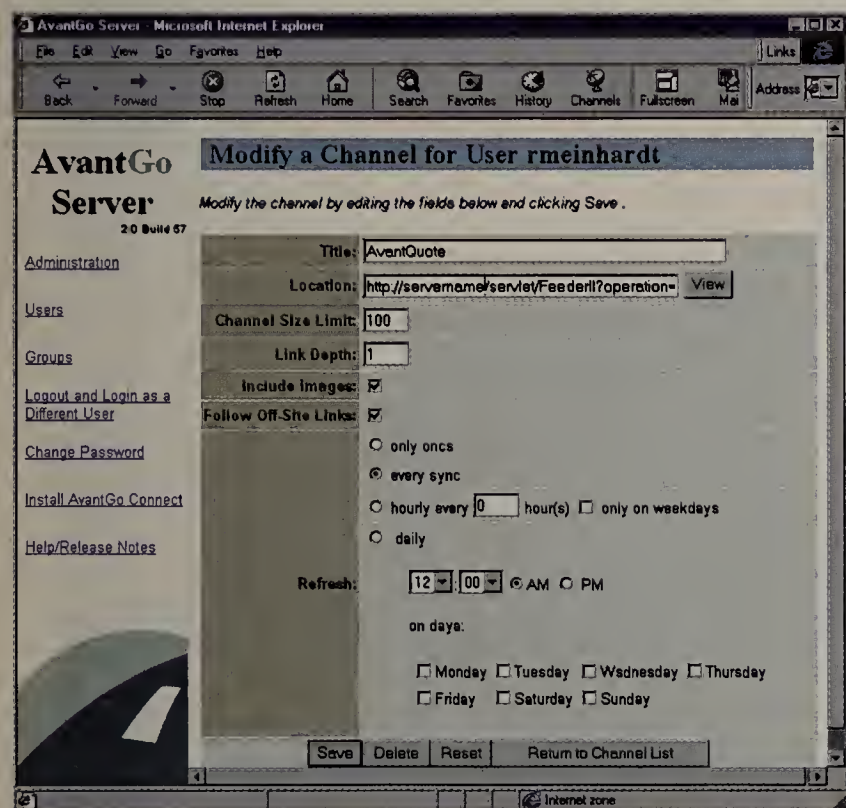 AvantGo Server - Microsoft Internet Explorer
File Edit View Go Favorites Help Links
Back Forward Stop Refresh Home Search Favorites History Channels Fullscreen Mail Address
AvantGo Server
2.0 Build 67
Modify a Channel for User rmeinhardt
Modify the channel by editing the fields below and clicking Save .
Administration
Users
Groups
Logout and Login as a Different User
Change Password
Install AvantGo Connect
Help/Release Notes
Title: AvantQuote
Location: http://servername/servlet/FeederII?operation= View
Channel Size Limit: 100
Link Depth: 1
Include Images:
Follow Off-Site Links:
only once
every sync
hourly every 0 hour(s) only on weekdays
daily
Refresh: 12 : 00 AM PM
on days:
Monday Tuesday Wednesday Thursday
Friday Saturday Sunday
Save Delete Reset Return to Channel List
Internet zone